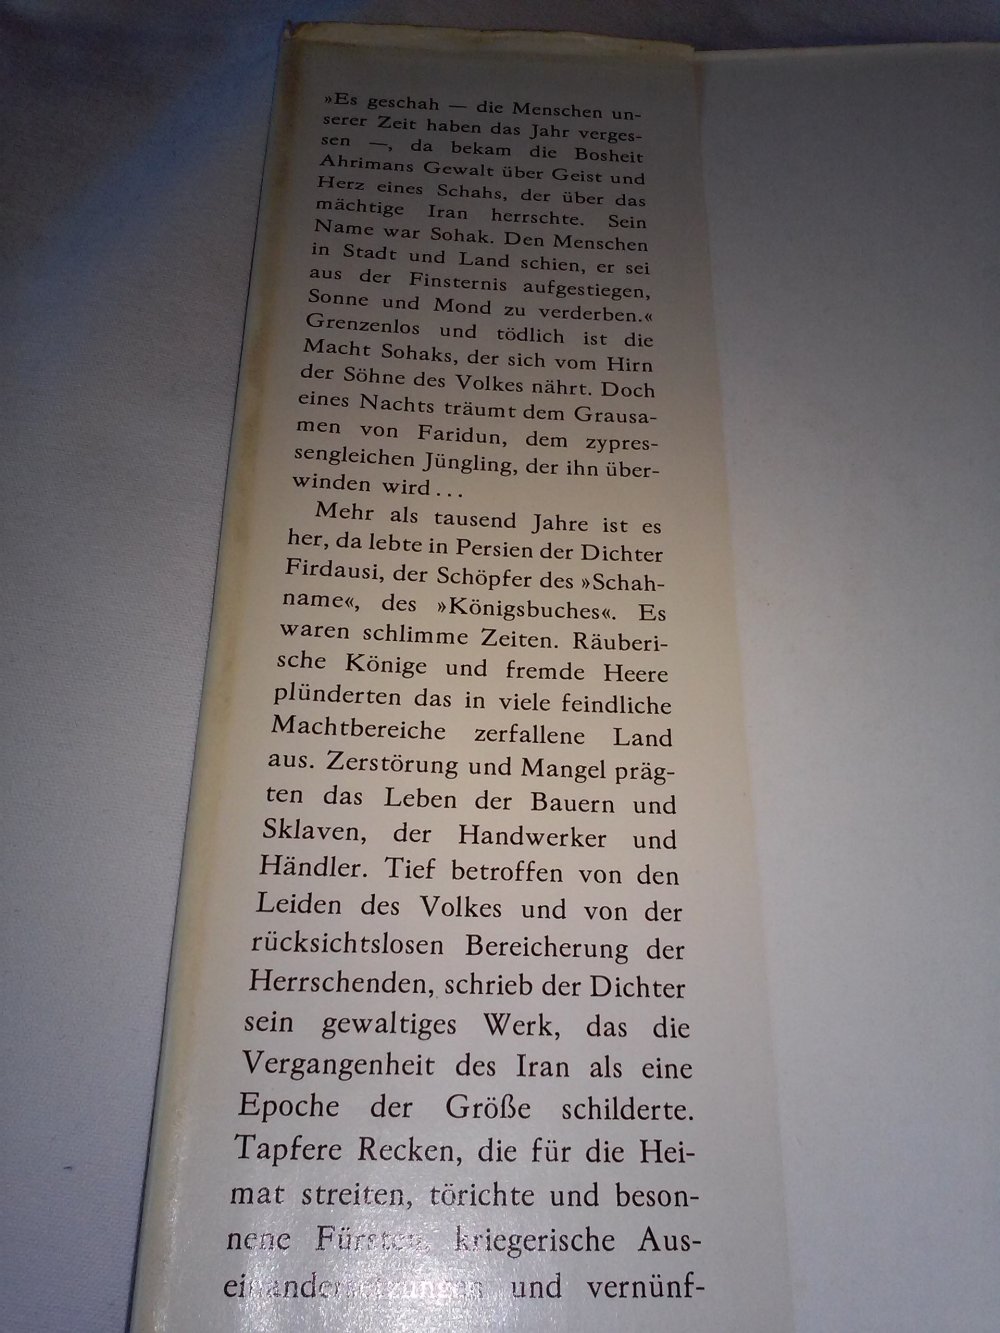 »Es geschah — die Menschen un-
serer Zeit haben das Jahr verges-
sen —, da bekam die Bosheit
Ahrimans Gewalt über Geist und
Herz eines Schahs, der über das
mächtige Iran herrschte. Sein
Name war Sohak. Den Menschen
in Stadt und Land schien, er sei
aus der Finsternis aufgestiegen,
Sonne und Mond zu verderben.«
Grenzenlos und tödlich ist die
Macht Sohaks, der sich vom Hirn
der Söhne des Volkes nährt. Doch
eines Nachts träumt dem Grausa-
men von Faridun, dem zypres-
sengleichen Jüngling, der ihn über-
winden wird...
Mehr als tausend Jahre ist es
her, da lebte in Persien der Dichter
Firdausi, der Schöpfer des »Schah-
name«, des »Königsbuches«. Es
waren schlimme Zeiten. Räuberi-
sche Könige und fremde Heere
plünderten das in viele feindliche
Machtbereiche zerfallene Land
aus. Zerstörung und Mangel präg-
ten das Leben der Bauern und
Sklaven, der Handwerker und
Händler. Tief betroffen von den
Leiden des Volkes und von der
rücksichtslosen Bereicherung der
Herrschenden, schrieb der Dichter
sein gewaltiges Werk, das die
Vergangenheit des Iran als eine
Epoche der Größe schilderte.
Tapfere Recken, die für die Hei-
mat streiten, törichte und beson-
nene Fürsten, kriegerische Aus-
einandersetzungen und vernünf-